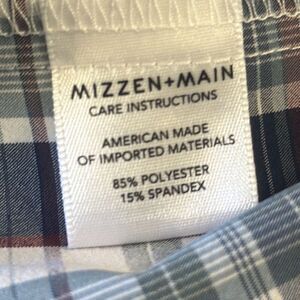 MIZZEN+MAIN
CARE INSTRUCTIONS
AMERICAN MADE
OF IMPORTED MATERIALS
85% POLYESTER
15% SPANDEX